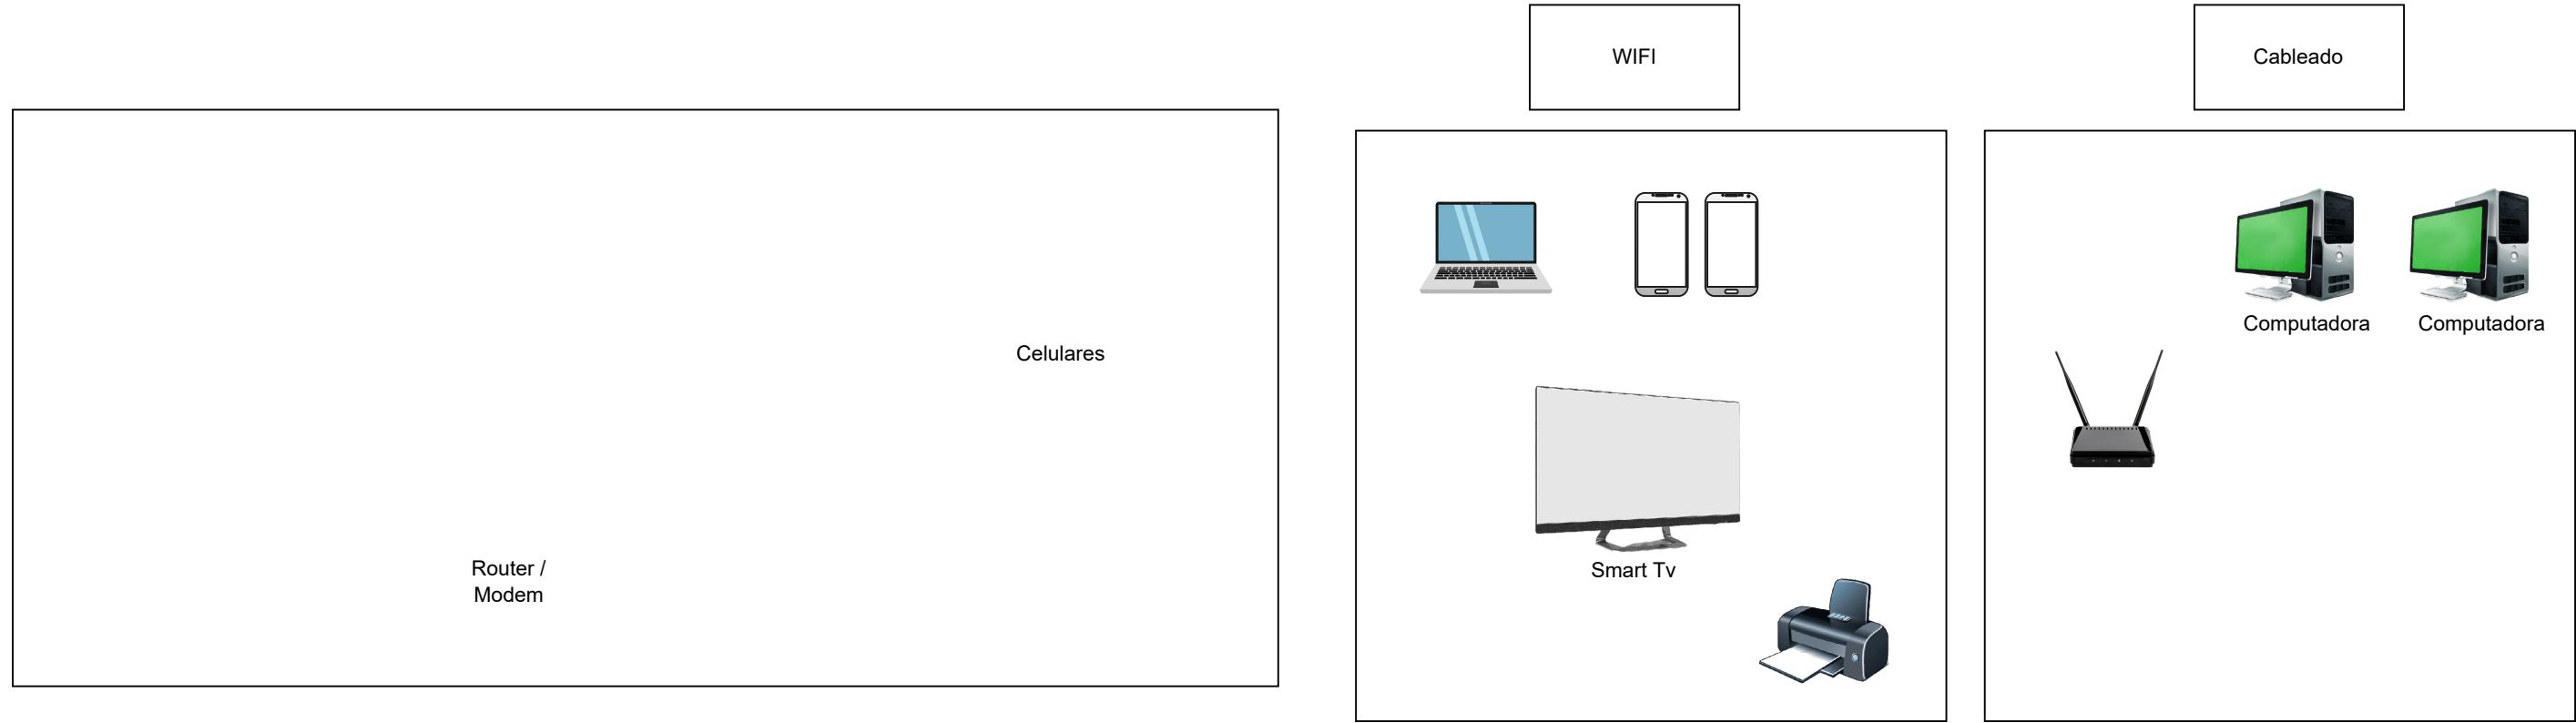 WIFI
Cableado
Celulares
Router /
Modem
Smart Tv
Computadora
Computadora